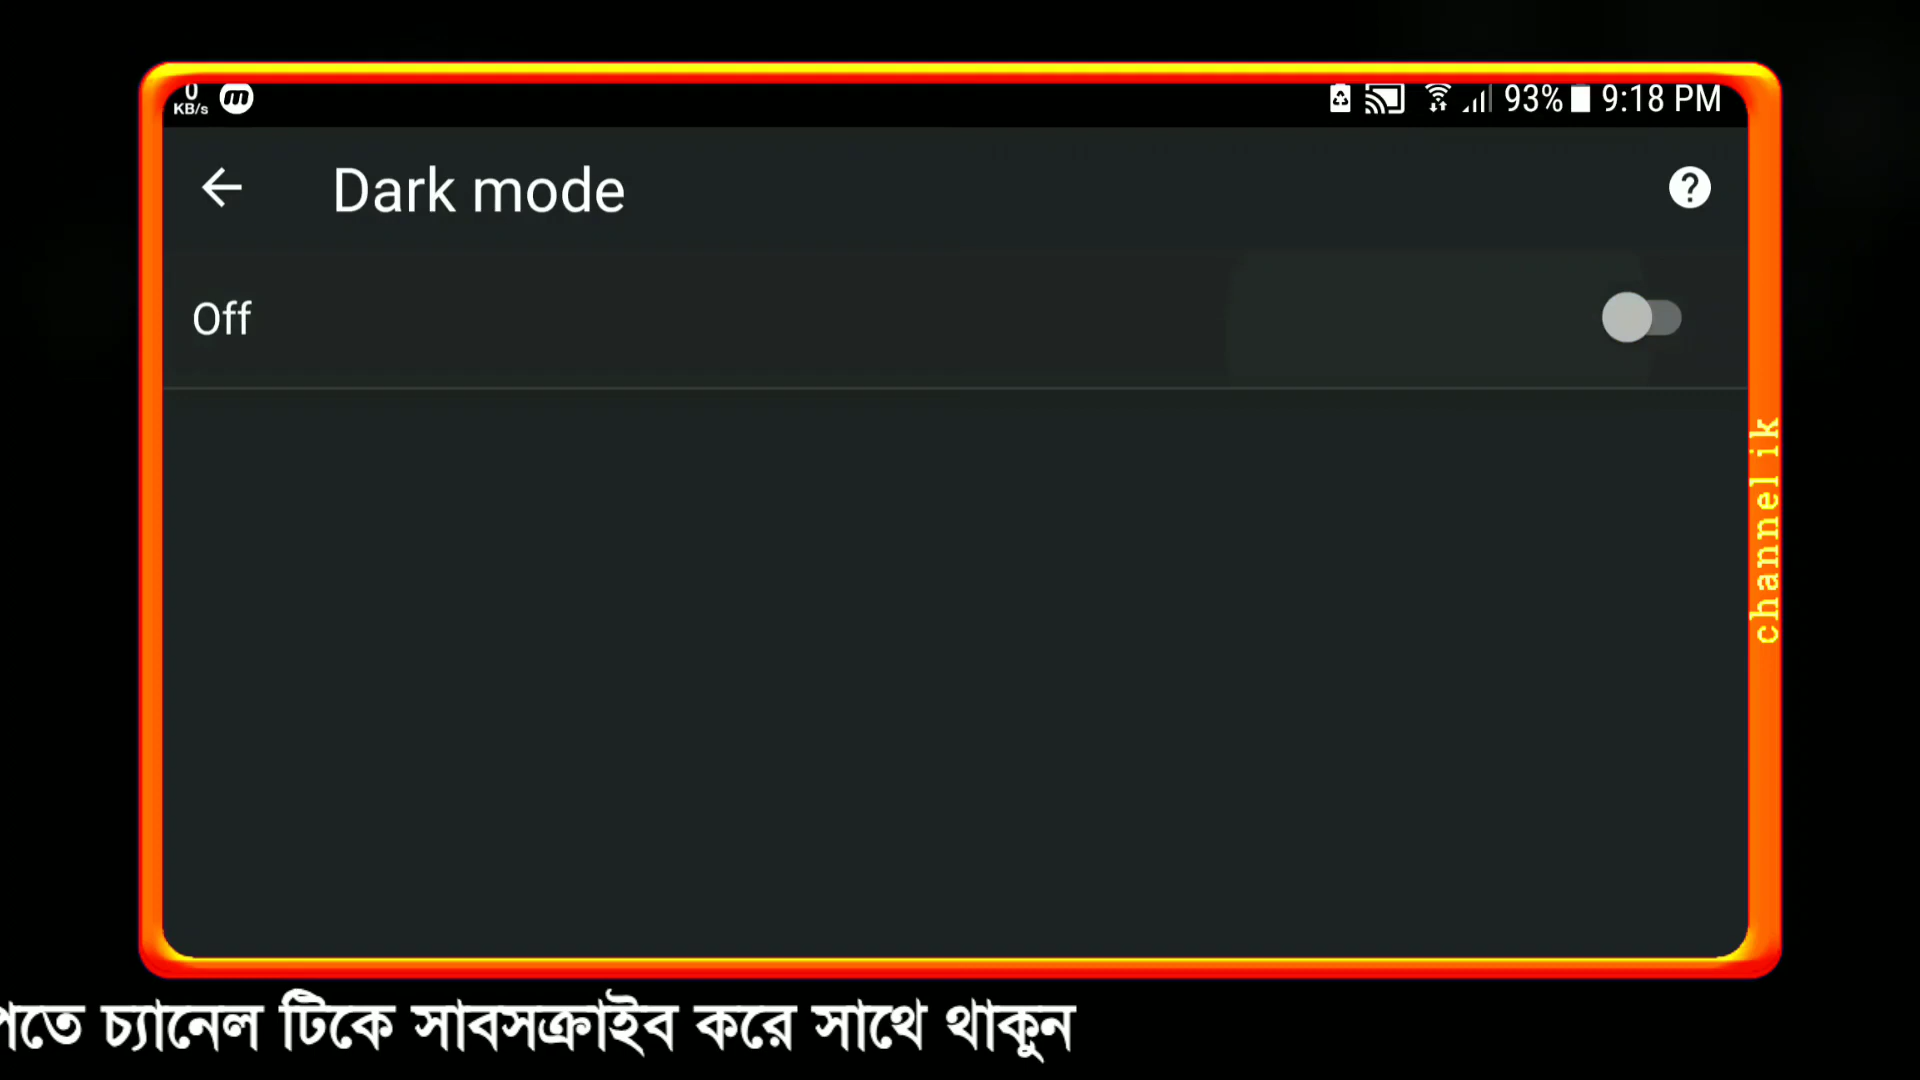 0
KB/s
93% 9:18 PM
Dark mode
Off
channel ik
চ্যানেল টিকে সাবসক্রাইব করে সাথে থাকুন